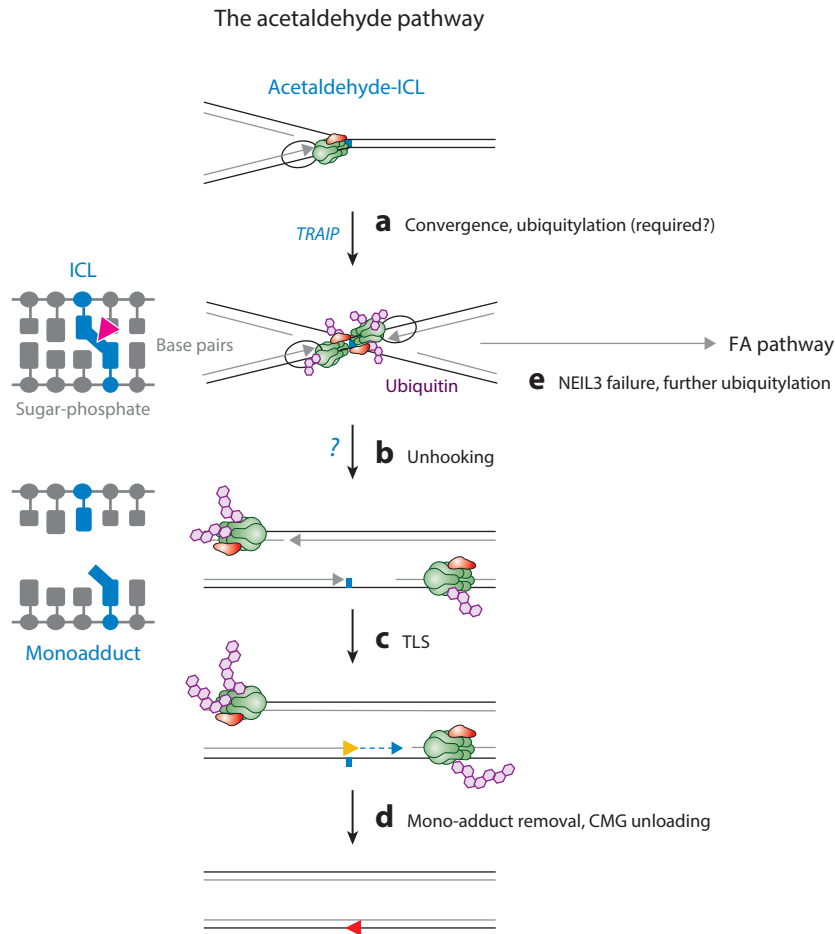 The acetaldehyde pathway
Acetaldehyde-ICL
TRAIP
a Convergence, ubiquitylation (required?)
ICL
Base pairs
Sugar-phosphate
Ubiquitin
FA pathway
e NEIL3 failure, further ubiquitylation
?
b Unhooking
Monoadduct
c TLS
d Mono-adduct removal, CMG unloading